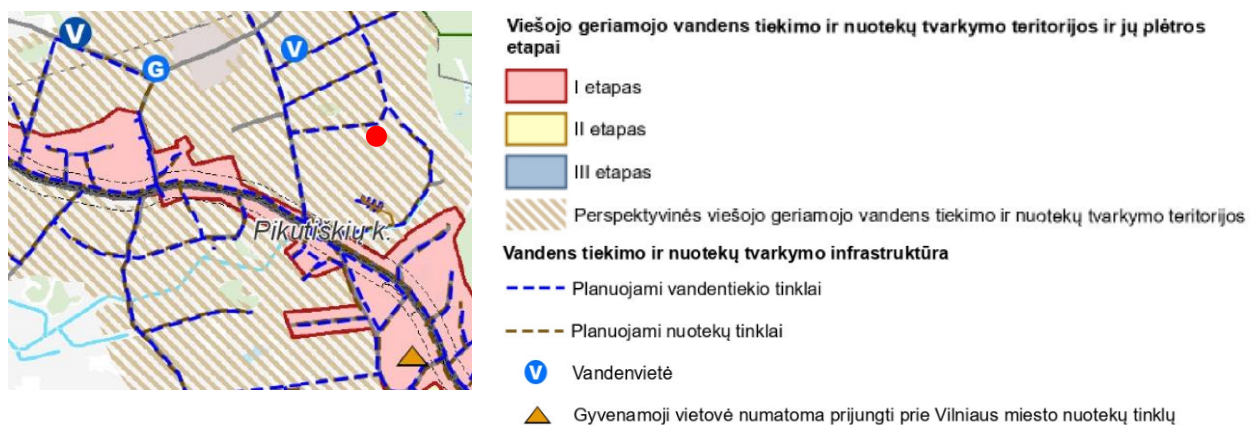 V
G
V
Pikutiškių k.
Viešojo geriamojo vandens tiekimo ir nuotekų tvarkymo teritorijos ir jų plėtros
etapai
I etapas
II etapas
III etapas
Perspektyvinės viešojo geriamojo vandens tiekimo ir nuotekų tvarkymo teritorijos
Vandens tiekimo ir nuotekų tvarkymo infrastruktūra
Planuojami vandentiekio tinklai
Planuojami nuotekų tinklai
V Vandenvietė
Gyvenamoji vietovė numatoma prijungti prie Vilniaus miesto nuotekų tinklų